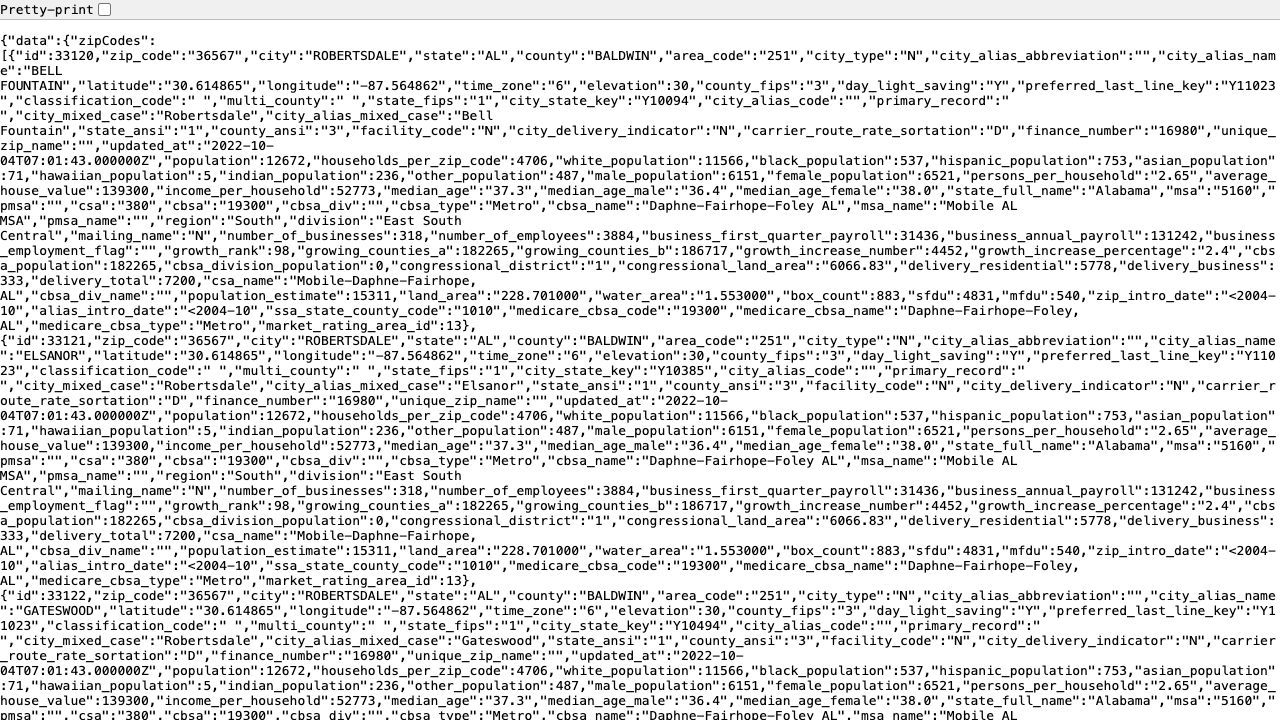 Pretty-print
{"data":{"zipCodes":
[{"id":33120,"zip_code":"36567","city":"ROBERTSDALE","state":"AL","county":"BALDWIN","area_code":"251","city_type":"N","city_alias_abbreviation":"","city_alias_nam
e":"BELL
FOUNTAIN","latitude":"30.614865","longitude":"-87.564862","time_zone":"6","elevation":30,"county_fips":"3","day_light_saving":"Y","preferred_last_line_key":"Y11023
","classification_code":" ","multi_county":" ","state_fips":"1","city_state_key":"Y10094","city_alias_code":"","primary_record":"
","city_mixed_case":"Robertsdale","city_alias_mixed_case":"Bell
Fountain","state_ansi":"1","county_ansi":"3","facility_code":"N","city_delivery_indicator":"N","carrier_route_rate_sortation":"D","finance_number":"16980","unique_
zip_name":"","updated_at":"2022-10-
04T07:01:43.000000Z","population":12672,"households_per_zip_code":4706,"white_population":11566,"black_population":537,"hispanic_population":753,"asian_population"
:71,"hawaiian_population":5,"indian_population":236,"other_population":487,"male_population":6151,"female_population":6521,"persons_per_household":"2.65","average_
house_value":139300,"income_per_household":52773,"median_age":"37.3","median_age_male":"36.4","median_age_female":"38.0","state_full_name":"Alabama","msa":"5160","
pmsa":"","csa":"380","cbsa":"19300","cbsa_div":"","cbsa_type":"Metro","cbsa_name":"Daphne-Fairhope-Foley AL","msa_name":"Mobile AL
MSA","pmsa_name":"","region":"South","division":"East South
Central","mailing_name":"N","number_of_businesses":318,"number_of_employees":3884,"business_first_quarter_payroll":31436,"business_annual_payroll":131242,"business
_employment_flag":"","growth_rank":98,"growing_counties_a":182265,"growing_counties_b":186717,"growth_increase_number":4452,"growth_increase_percentage":"2.4","cbs
a_population":182265,"cbsa_division_population":0,"congressional_district":"1","congressional_land_area":"6066.83","delivery_residential":5778,"delivery_business":
333,"delivery_total":7200,"csa_name":"Mobile-Daphne-Fairhope,
AL","cbsa_div_name":"","population_estimate":15311,"land_area":"228.701000","water_area":"1.553000","box_count":883,"sfdu":4831,"mfdu":540,"zip_intro_date":"<2004-
10","alias_intro_date":"<2004-10","ssa_state_county_code":"1010","medicare_cbsa_code":"19300","medicare_cbsa_name":"Daphne-Fairhope-Foley,
AL","medicare_cbsa_type":"Metro","market_rating_area_id":13},
{"id":33121,"zip_code":"36567","city":"ROBERTSDALE","state":"AL","county":"BALDWIN","area_code":"251","city_type":"N","city_alias_abbreviation":"","city_alias_name
":"ELSANOR","latitude":"30.614865","longitude":"-87.564862","time_zone":"6","elevation":30,"county_fips":"3","day_light_saving":"Y","preferred_last_line_key":"Y110
23","classification_code":" ","multi_county":" ","state_fips":"1","city_state_key":"Y10385","city_alias_code":"","primary_record":"
","city_mixed_case":"Robertsdale","city_alias_mixed_case":"Elsanor","state_ansi":"1","county_ansi":"3","facility_code":"N","city_delivery_indicator":"N","carrier_r
oute_rate_sortation":"D","finance_number":"16980","unique_zip_name":"","updated_at":"2022-10-
04T07:01:43.000000Z","population":12672,"households_per_zip_code":4706,"white_population":11566,"black_population":537,"hispanic_population":753,"asian_population"
:71,"hawaiian_population":5,"indian_population":236,"other_population":487,"male_population":6151,"female_population":6521,"persons_per_household":"2.65","average_
house_value":139300,"income_per_household":52773,"median_age":"37.3","median_age_male":"36.4","median_age_female":"38.0","state_full_name":"Alabama","msa":"5160","
pmsa":"","csa":"380","cbsa":"19300","cbsa_div":"","cbsa_type":"Metro","cbsa_name":"Daphne-Fairhope-Foley AL","msa_name":"Mobile AL
MSA","pmsa_name":"","region":"South","division":"East South
Central","mailing_name":"N","number_of_businesses":318,"number_of_employees":3884,"business_first_quarter_payroll":31436,"business_annual_payroll":131242,"business
_employment_flag":"","growth_rank":98,"growing_counties_a":182265,"growing_counties_b":186717,"growth_increase_number":4452,"growth_increase_percentage":"2.4","cbs
a_population":182265,"cbsa_division_population":0,"congressional_district":"1","congressional_land_area":"6066.83","delivery_residential":5778,"delivery_business":
333,"delivery_total":7200,"csa_name":"Mobile-Daphne-Fairhope,
AL","cbsa_div_name":"","population_estimate":15311,"land_area":"228.701000","water_area":"1.553000","box_count":883,"sfdu":4831,"mfdu":540,"zip_intro_date":"<2004-
10","alias_intro_date":"<2004-10","ssa_state_county_code":"1010","medicare_cbsa_code":"19300","medicare_cbsa_name":"Daphne-Fairhope-Foley,
AL","medicare_cbsa_type":"Metro","market_rating_area_id":13},
{"id":33122,"zip_code":"36567","city":"ROBERTSDALE","state":"AL","county":"BALDWIN","area_code":"251","city_type":"N","city_alias_abbreviation":"","city_alias_name
":"GATESWOOD","latitude":"30.614865","longitude":"-87.564862","time_zone":"6","elevation":30,"county_fips":"3","day_light_saving":"Y","preferred_last_line_key":"Y1
1023","classification_code":" ","multi_county":" ","state_fips":"1","city_state_key":"Y10494","city_alias_code":"","primary_record":"
","city_mixed_case":"Robertsdale","city_alias_mixed_case":"Gateswood","state_ansi":"1","county_ansi":"3","facility_code":"N","city_delivery_indicator":"N","carrier
_route_rate_sortation":"D","finance_number":"16980","unique_zip_name":"","updated_at":"2022-10-
04T07:01:43.000000Z","population":12672,"households_per_zip_code":4706,"white_population":11566,"black_population":537,"hispanic_population":753,"asian_population"
:71,"hawaiian_population":5,"indian_population":236,"other_population":487,"male_population":6151,"female_population":6521,"persons_per_household":"2.65","average_
house_value":139300,"income_per_household":52773,"median_age":"37.3","median_age_male":"36.4","median_age_female":"38.0","state_full_name":"Alabama","msa":"5160","
pmsa":"","csa":"380","cbsa":"19300","cbsa_div":"","cbsa_type":"Metro","cbsa_name":"Daphne-Fairhope-Foley AL","msa_name":"Mobile AL